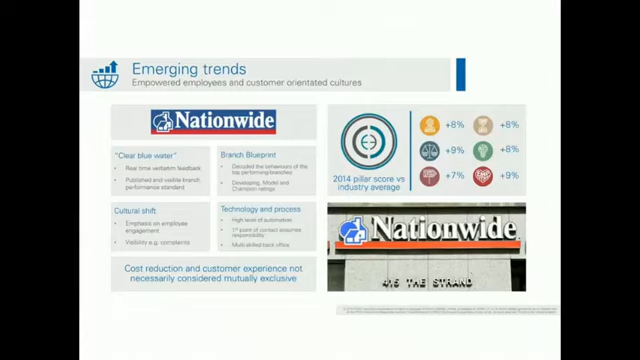 Emerging trends
Empowered employees and customer orientated cultures
Nationwide
"Clear blue water"
• Real time verbatim feedback
• Published and visible branch
performance standard
Branch Blueprint
• Decoded the behaviours of the
top performing branches
• Developing, Model and
Champion ratings
Cultural shift
• Emphasis on employee
engagement
• Visibility e.g. complaints
Technology and process
• High level of automation
• 1st point of contact assumes
responsibility
• Multi-skilled back office
Cost reduction and customer experience not
necessarily considered mutually exclusive
2014 pillar score vs
industry average
+8%
+8%
+9%
+8%
+7%
+9%
Nationwide
415 THE STRAND